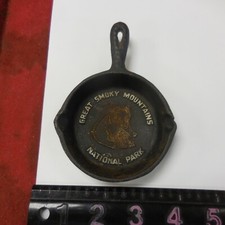 GREAT SMOKY MOUNTAINS
NATIONAL PARK
1 2 3 4 5